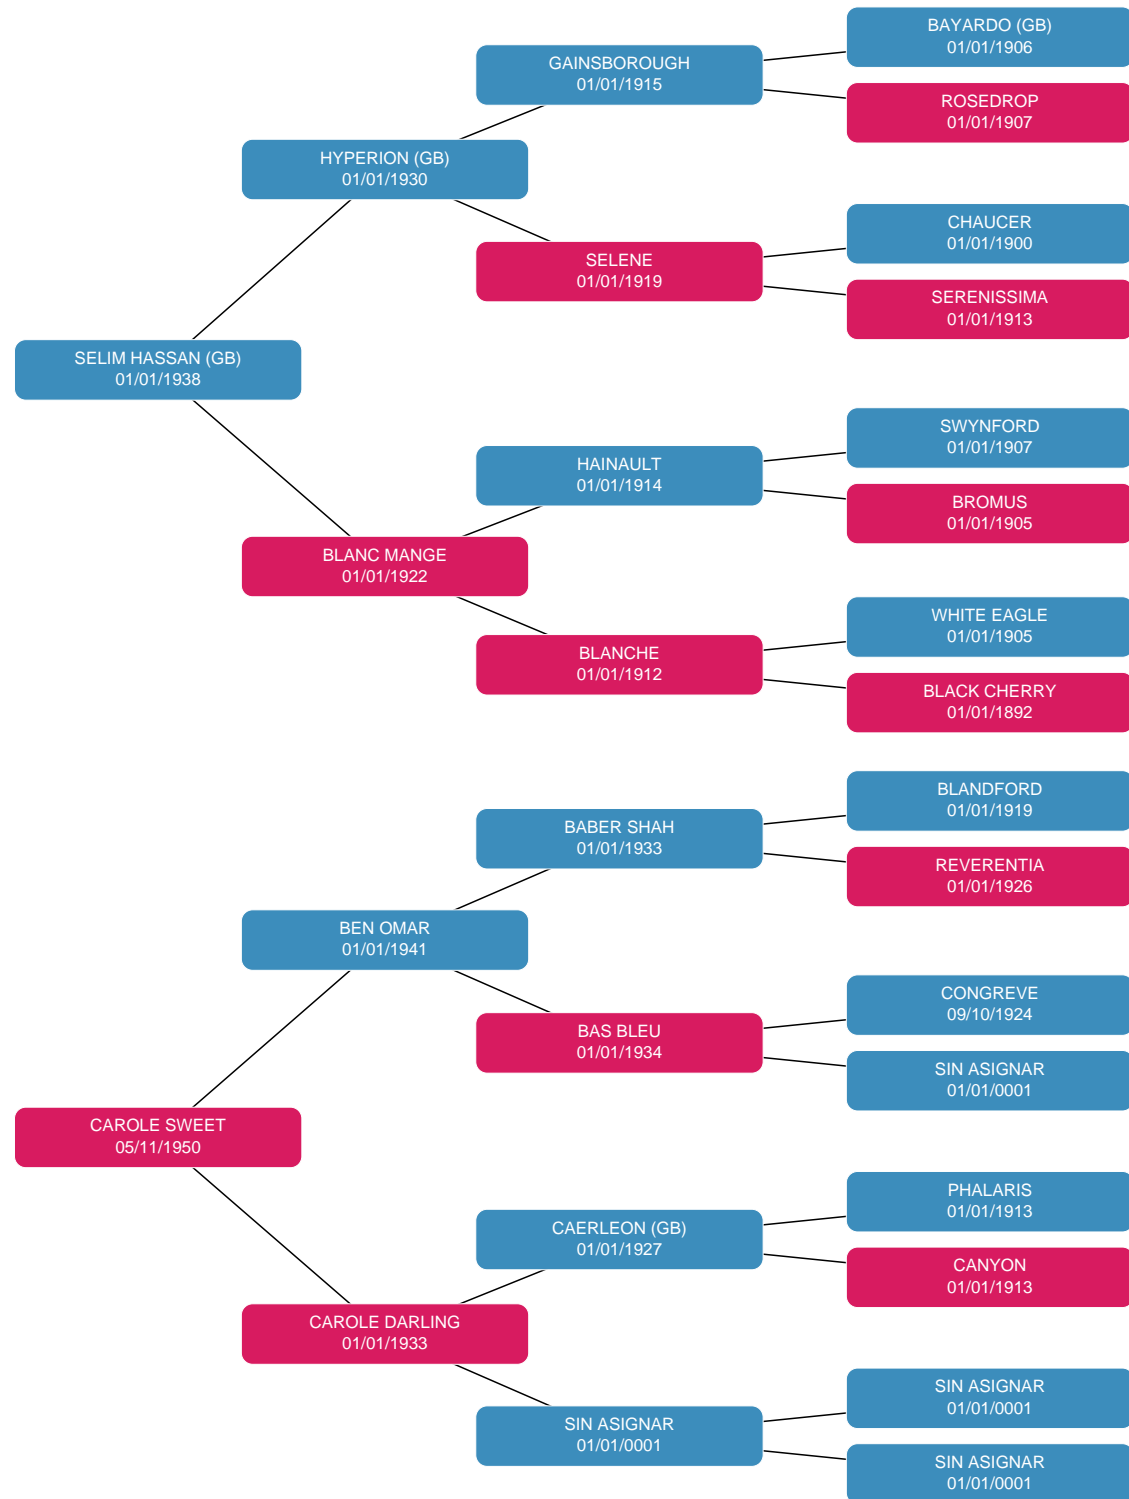 BAYARDO (GB)
01/01/1906
GAINSBOROUGH
01/01/1915
ROSEDROP
01/01/1907
HYPERION (GB)
01/01/1930
CHAUCER
01/01/1900
SELENE
01/01/1919
SERENISSIMA
01/01/1913
SELIM HASSAN (GB)
01/01/1938
SWYNFORD
01/01/1907
HAINAULT
01/01/1914
BROMUS
01/01/1905
BLANC MANGE
01/01/1922
WHITE EAGLE
01/01/1905
BLANCHE
01/01/1912
BLACK CHERRY
01/01/1892
BLANDFORD
01/01/1919
BABER SHAH
01/01/1933
REVERENTIA
01/01/1926
BEN OMAR
01/01/1941
CONGREVE
09/10/1924
BAS BLEU
01/01/1934
SIN ASIGNAR
01/01/0001
CAROLE SWEET
05/11/1950
PHALARIS
01/01/1913
CAERLEON (GB)
01/01/1927
CANYON
01/01/1913
CAROLE DARLING
01/01/1933
SIN ASIGNAR
01/01/0001
SIN ASIGNAR
01/01/0001
SIN ASIGNAR
01/01/0001